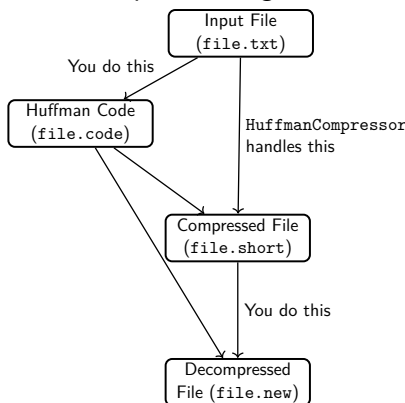 Input File
(file.txt)
You do this
Huffman Code
(file.code)
HuffmanCompressor
handles this
Compressed File
(file.short)
You do this
Decompressed
File (file.new)